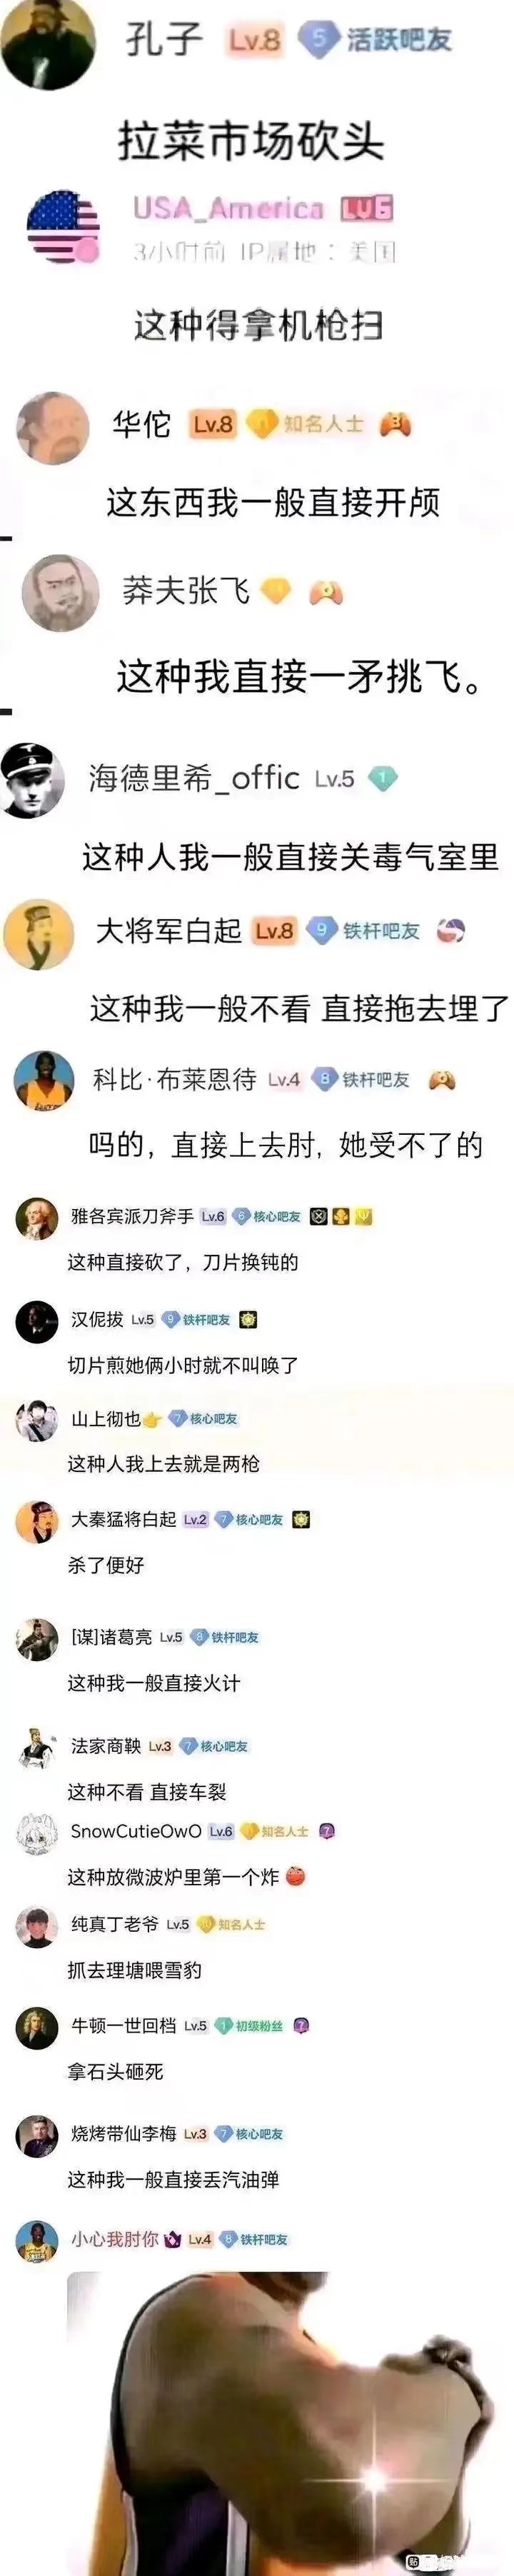 孔子 Lv.8 5 活跃吧友
拉菜市场砍头
USA_America LV6
3小时前 IP属地：美国
这种得拿机枪扫
华佗 Lv.8 知名人士
这东西我一般直接开颅
莽夫张飞
这种我直接一矛挑飞。
海德里希_offic Lv.5 1
这种人我一般直接关毒气室里
大将军白起 Lv.8 9 铁杆吧友
这种我一般不看 直接拖去埋了
科比·布莱恩待 Lv.4 8 铁杆吧友
吗的，直接上去肘，她受不了的
雅各宾派刀斧手 Lv.6 6 核心吧友
这种直接砍了，刀片换钝的
汉伲拔 Lv.5 9 铁杆吧友
切片煎她俩小时就不叫唤了
山上彻也👉 7 核心吧友
这种人我上去就是两枪
大秦猛将白起 Lv.2 7 核心吧友
杀了便好
[谋]诸葛亮 Lv.5 8 铁杆吧友
这种我一般直接火计
法家商鞅 Lv.3 7 核心吧友
这种不看 直接车裂
SnowCutieOwO Lv.6 知名人士 7
这种放微波炉里第一个炸
纯真丁老爷 Lv.5 10 知名人士
抓去理塘喂雪豹
牛顿一世回档 Lv.5 1 初级粉丝 7
拿石头砸死
烧烤带仙李梅 Lv.3 7 核心吧友
这种我一般直接丢汽油弹
小心我肘你 Lv.4 8 铁杆吧友
贴